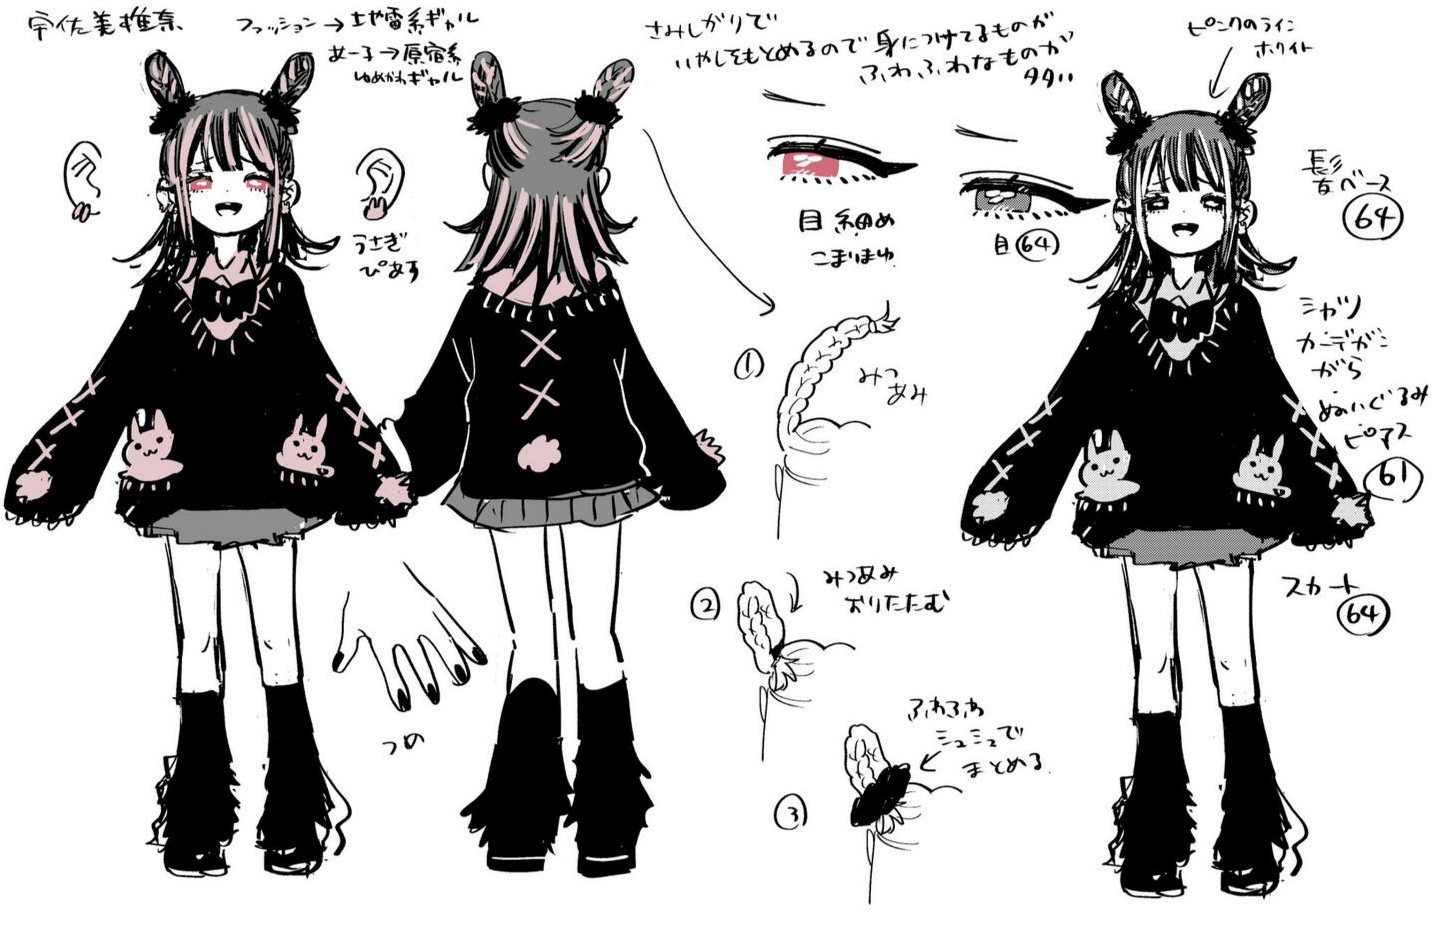 宇佐美推奈
ファッション→地雷系ギャル
めーる→原宿系
ゆめかわギャル
さみしがりで
いやしをもとめるので身につけてるものが
ふわふわなものが
多い
ピンクのライン
ホワイト
うさぎ
ぴあす
目 細め
こまりまゆ
目 64
髪ベース
64
シャツ
カーデガン
がら
ぬいぐるみ
ピアス
61
スカート
64
①
みつ
あみ
②
みつあみ
おりたたむ
③
ふわふわ
シュシュで
まとめる
つめ